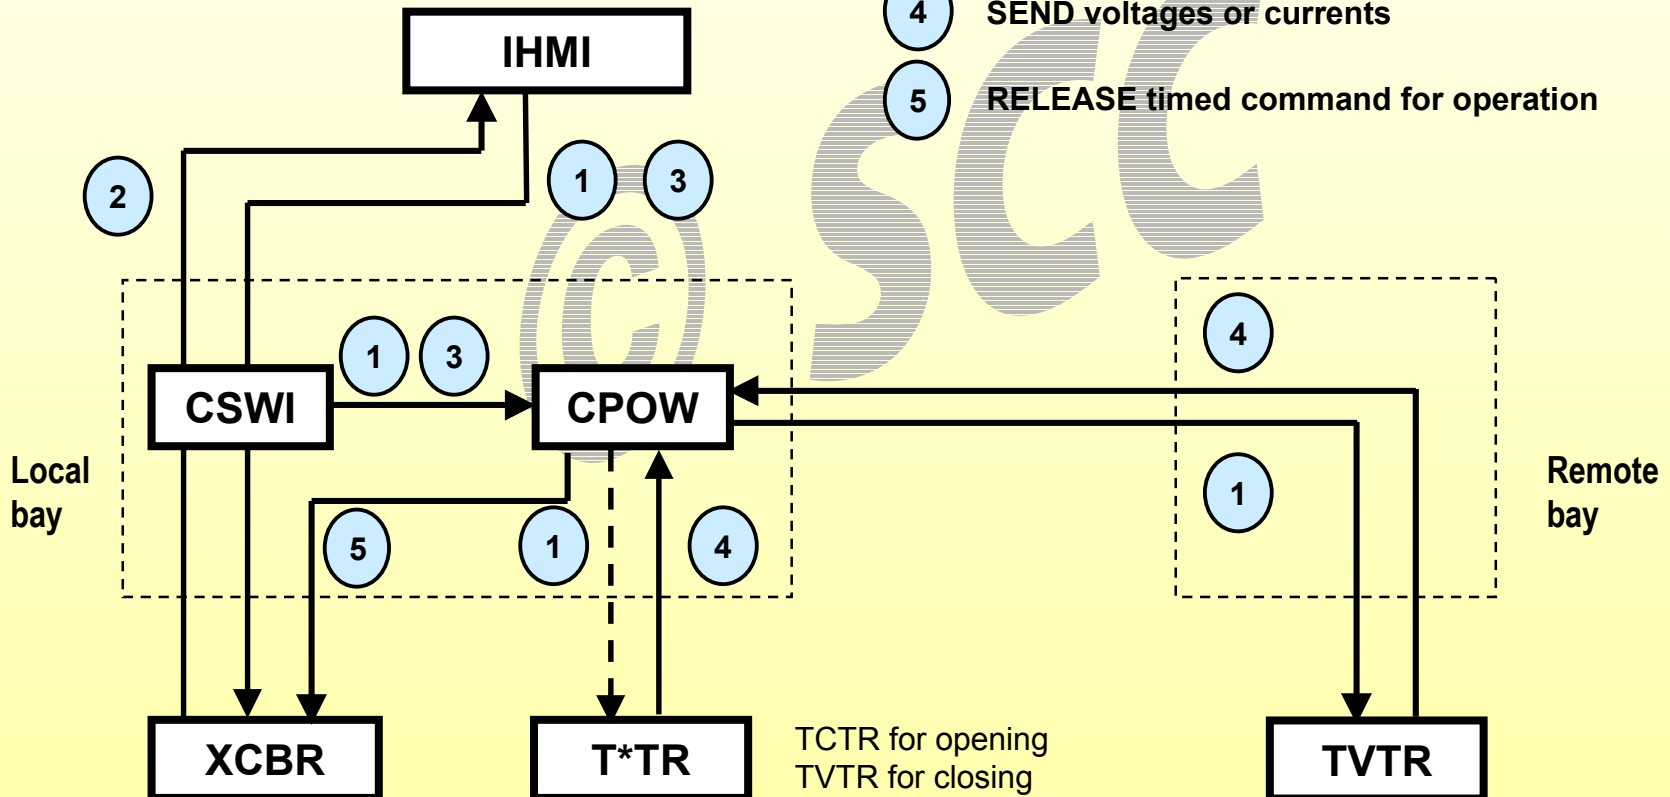 4 SEND voltages or currents
IHMI
5 RELEASE timed command for operation
2
1 3
© SCC
4
1 3
CSWI
CPOW
Local
bay
1
Remote
bay
5
1
4
XCBR
T*TR
TCTR for opening
TVTR for closing
TVTR